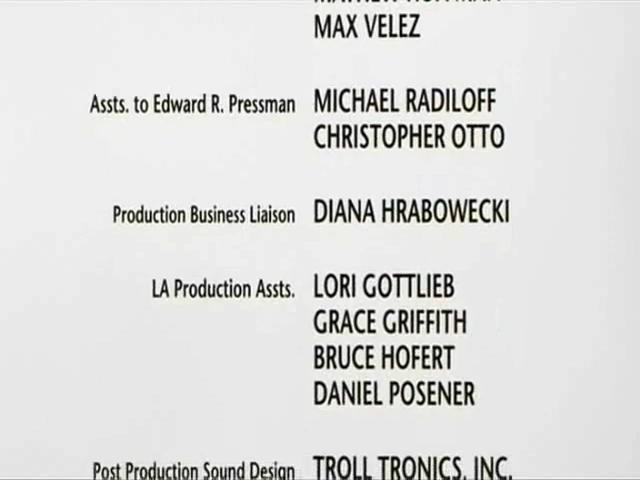 MAX VELEZ
Assts. to Edward R. Pressman MICHAEL RADILOFF
CHRISTOPHER OTTO
Production Business Liaison DIANA HRABOWECKI
LA Production Assts. LORI GOTTLIEB
GRACE GRIFFITH
BRUCE HOFERT
DANIEL POSENER
Post Production Sound Design TROLL TRONICS, INC.